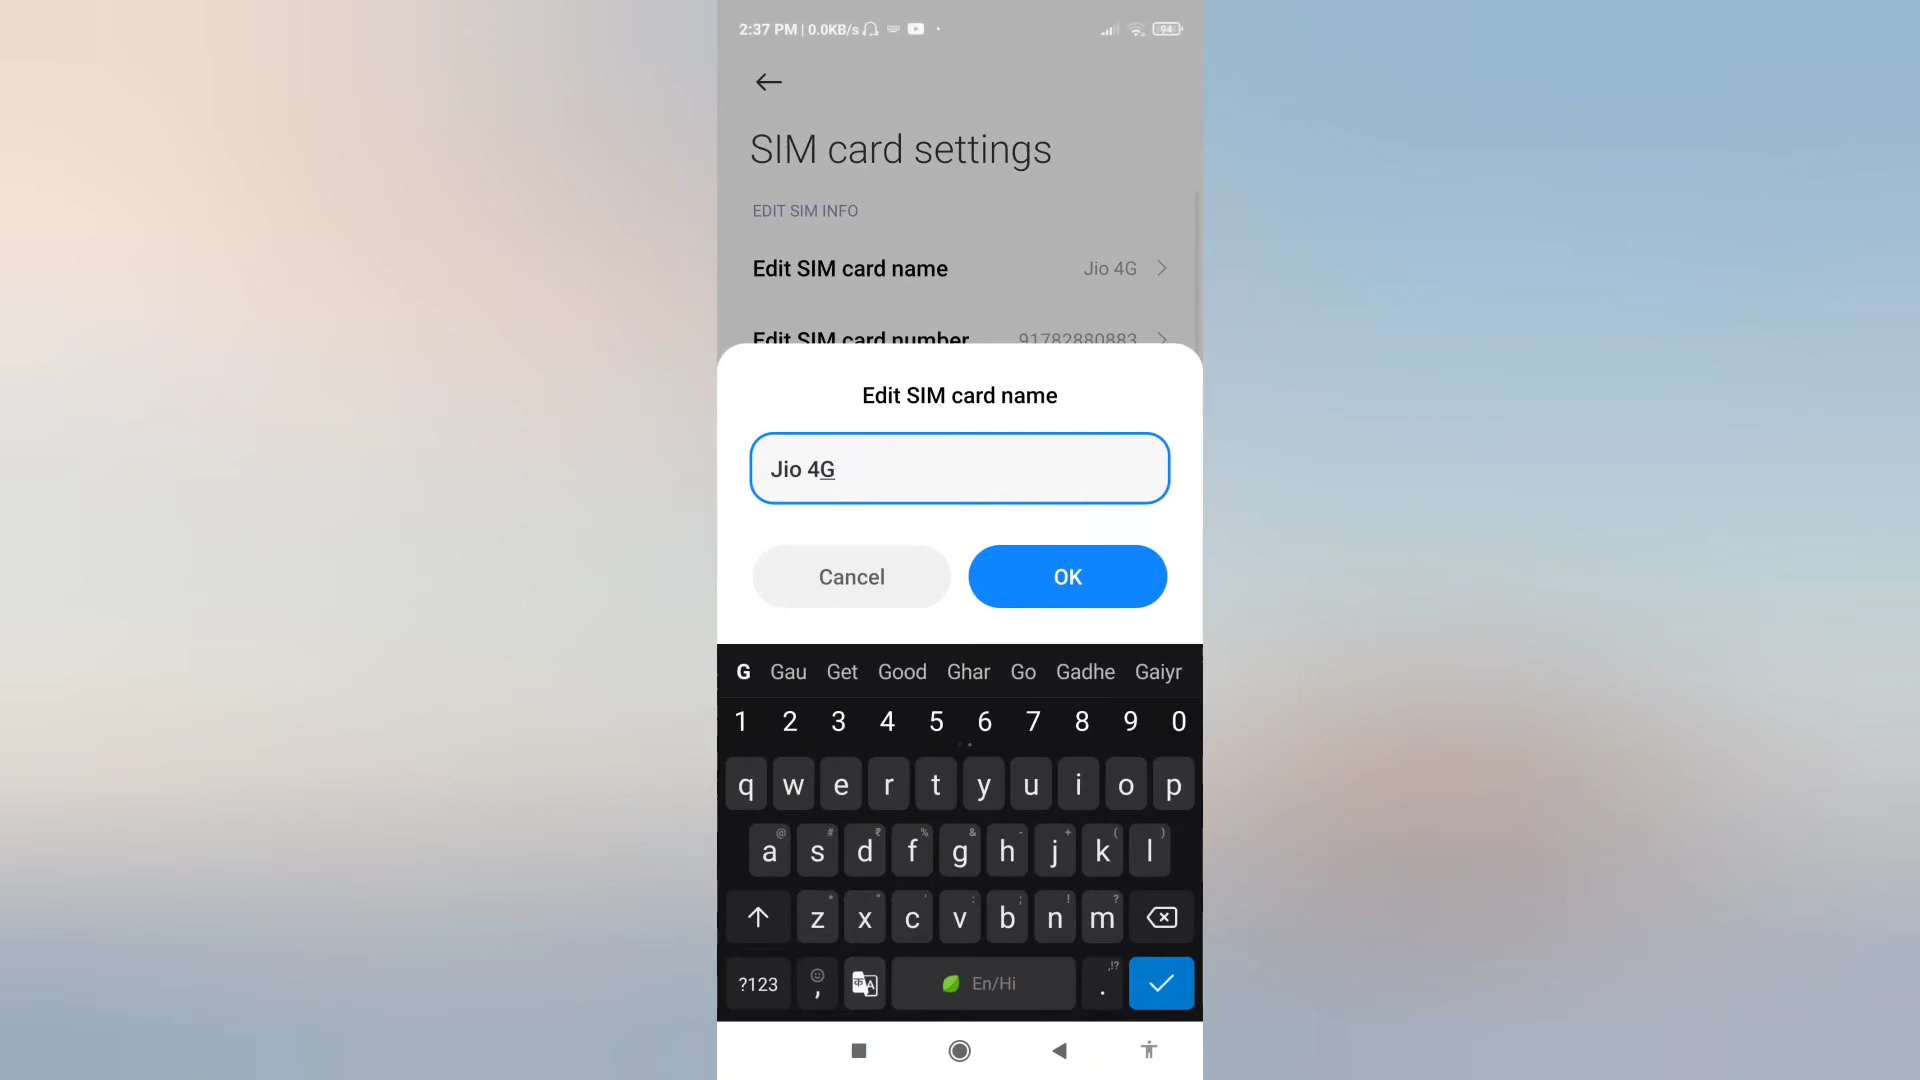 2:37 PM | 0.0KB/s
94
SIM card settings
EDIT SIM INFO
Edit SIM card name Jio 4G
Edit SIM card number 91782880883
Edit SIM card name
Jio 4G
Cancel OK
G Gau Get Good Ghar Go Gadhe Gaiyr
1 2 3 4 5 6 7 8 9 0
q w e r t y u i o p
@ # ₹ % & - + ( )
a s d f g h j k l
* " ' : ; ! ?
z x c v b n m
?123 , En/Hi . ,!?